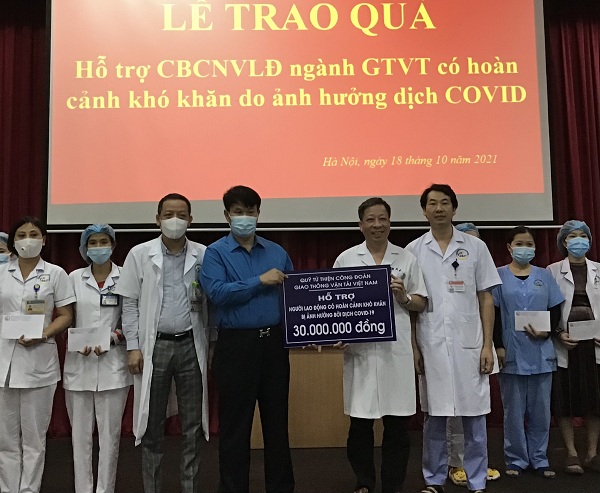 LỄ TRAO QUÀ
Hỗ trợ CBCNVLĐ ngành GTVT có hoàn
cảnh khó khăn do ảnh hưởng dịch COVID
Hà Nội, ngày 18 tháng 10 năm 2021
QUỸ TỪ THIỆN CÔNG ĐOÀN
GIAO THÔNG VẬN TẢI VIỆT NAM
HỖ TRỢ
NGƯỜI LAO ĐỘNG CÓ HOÀN CẢNH KHÓ KHĂN
BỊ ẢNH HƯỞNG BỞI DỊCH COVID-19
30.000.000 đồng